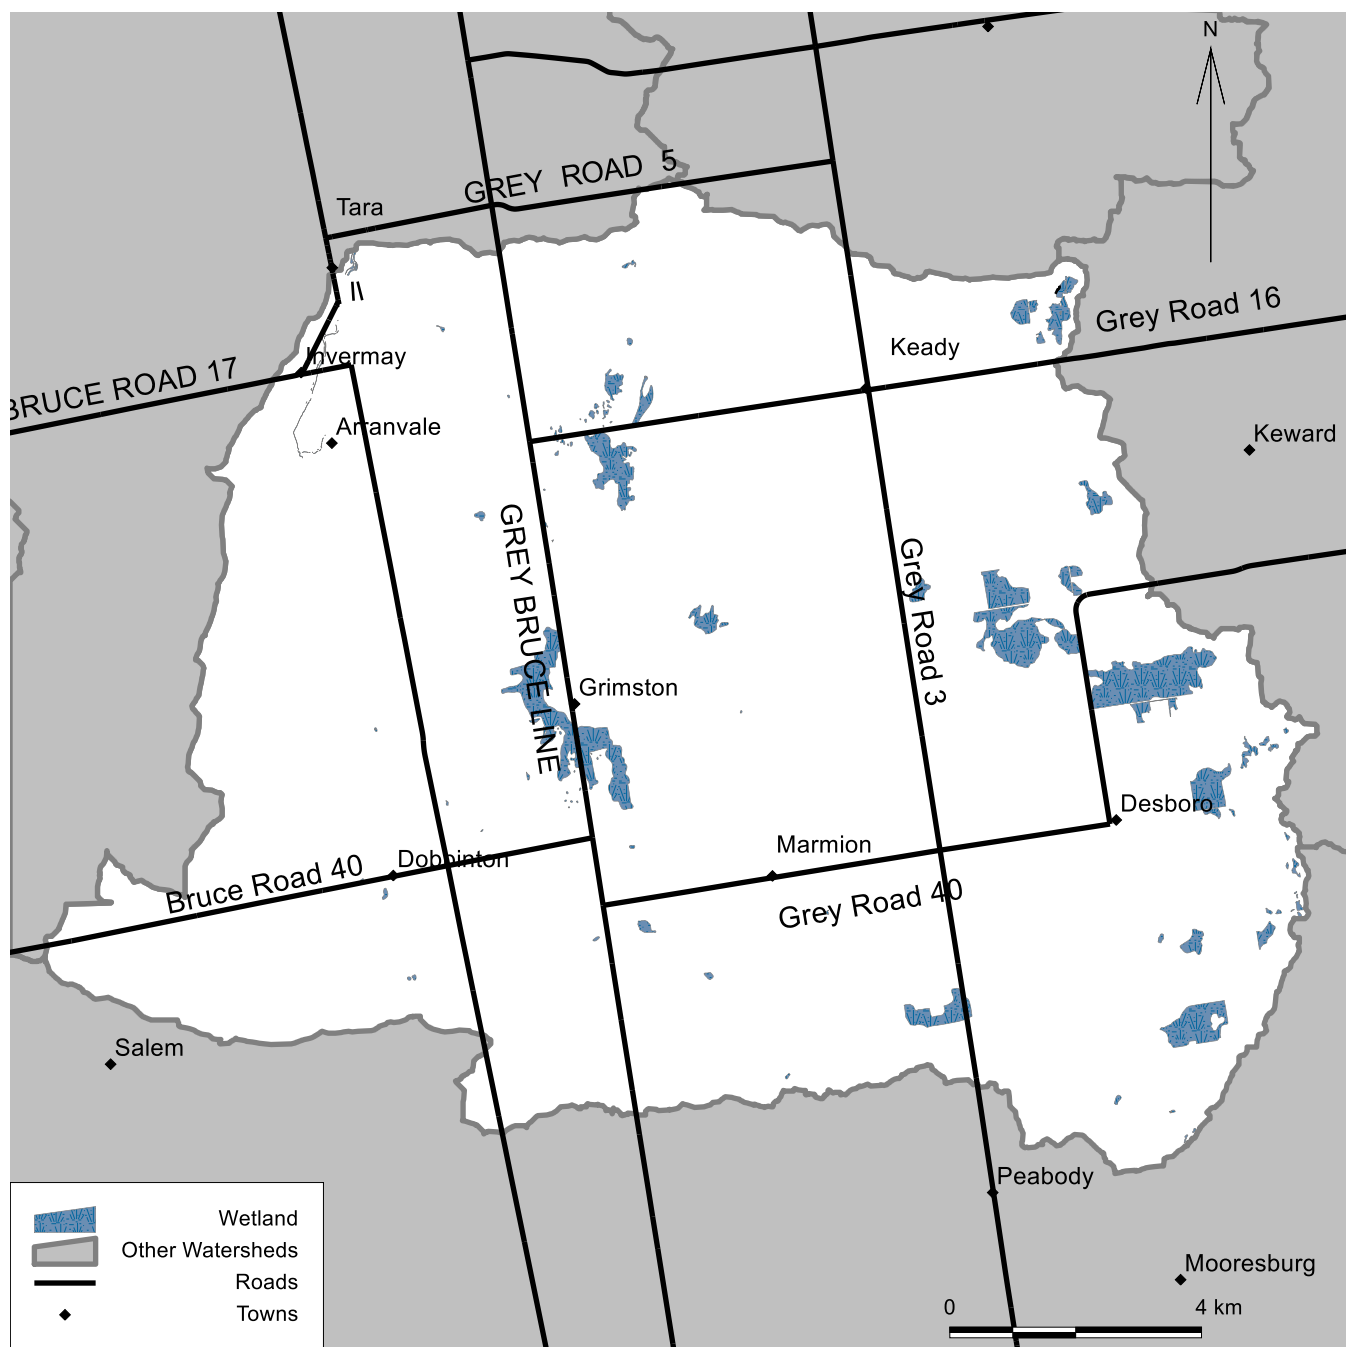 N
GREY ROAD 5
Tara
II
Grey Road 16
Keady
Invermay
BRUCE ROAD 17
Arranvale
Keward
GREY BRUCE LINE
Grey Road 3
Grimston
Desboro
Marmion
Dobbinton
Bruce Road 40
Grey Road 40
Salem
Peabody
Mooresburg
Wetland
Other Watersheds
Roads
Towns
0 4 km